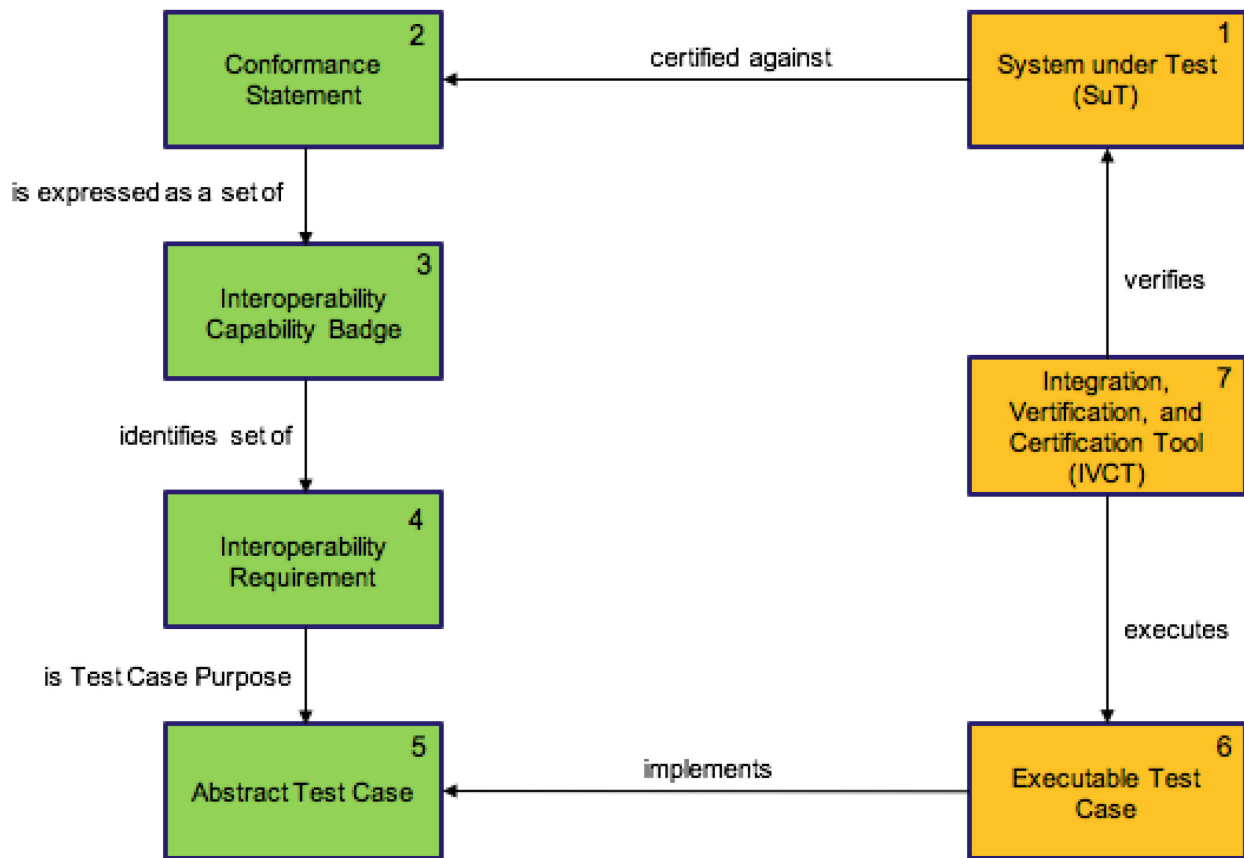 2
Conformance
Statement
certified against
1
System under Test
(SuT)
is expressed as a set of
3
Interoperability
Capability Badge
verifies
identifies set of
7
Integration,
Vertification, and
Certification Tool
(IVCT)
4
Interoperability
Requirement
executes
is Test Case Purpose
5
Abstract Test Case
implements
6
Executable Test
Case